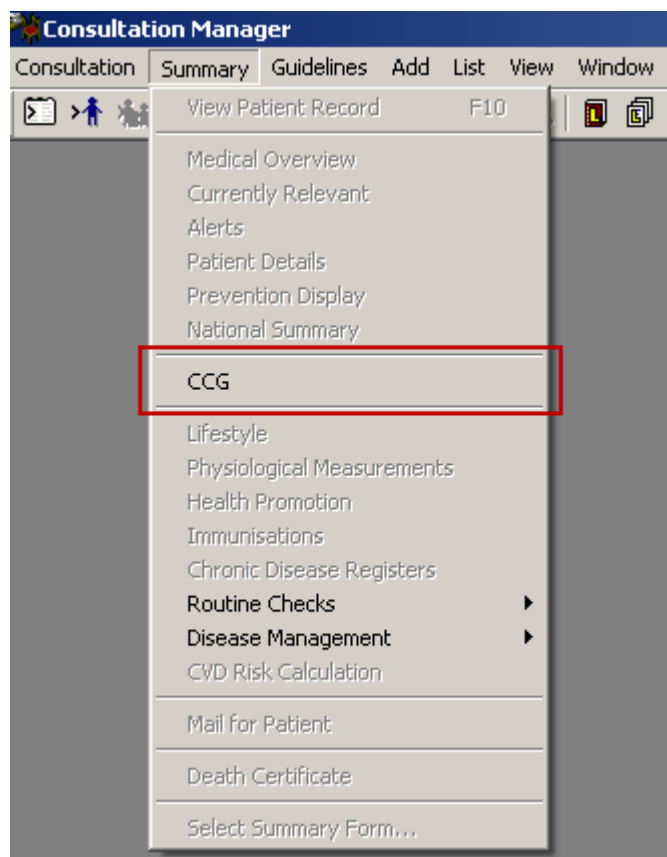 Consultation Manager
Consultation Summary Guidelines Add List View Window
View Patient Record F10
Medical Overview
Currently Relevant
Alerts
Patient Details
Prevention Display
National Summary
CCG
Lifestyle
Physiological Measurements
Health Promotion
Immunisations
Chronic Disease Registers
Routine Checks
Disease Management
CVD Risk Calculation
Mail for Patient
Death Certificate
Select Summary Form...